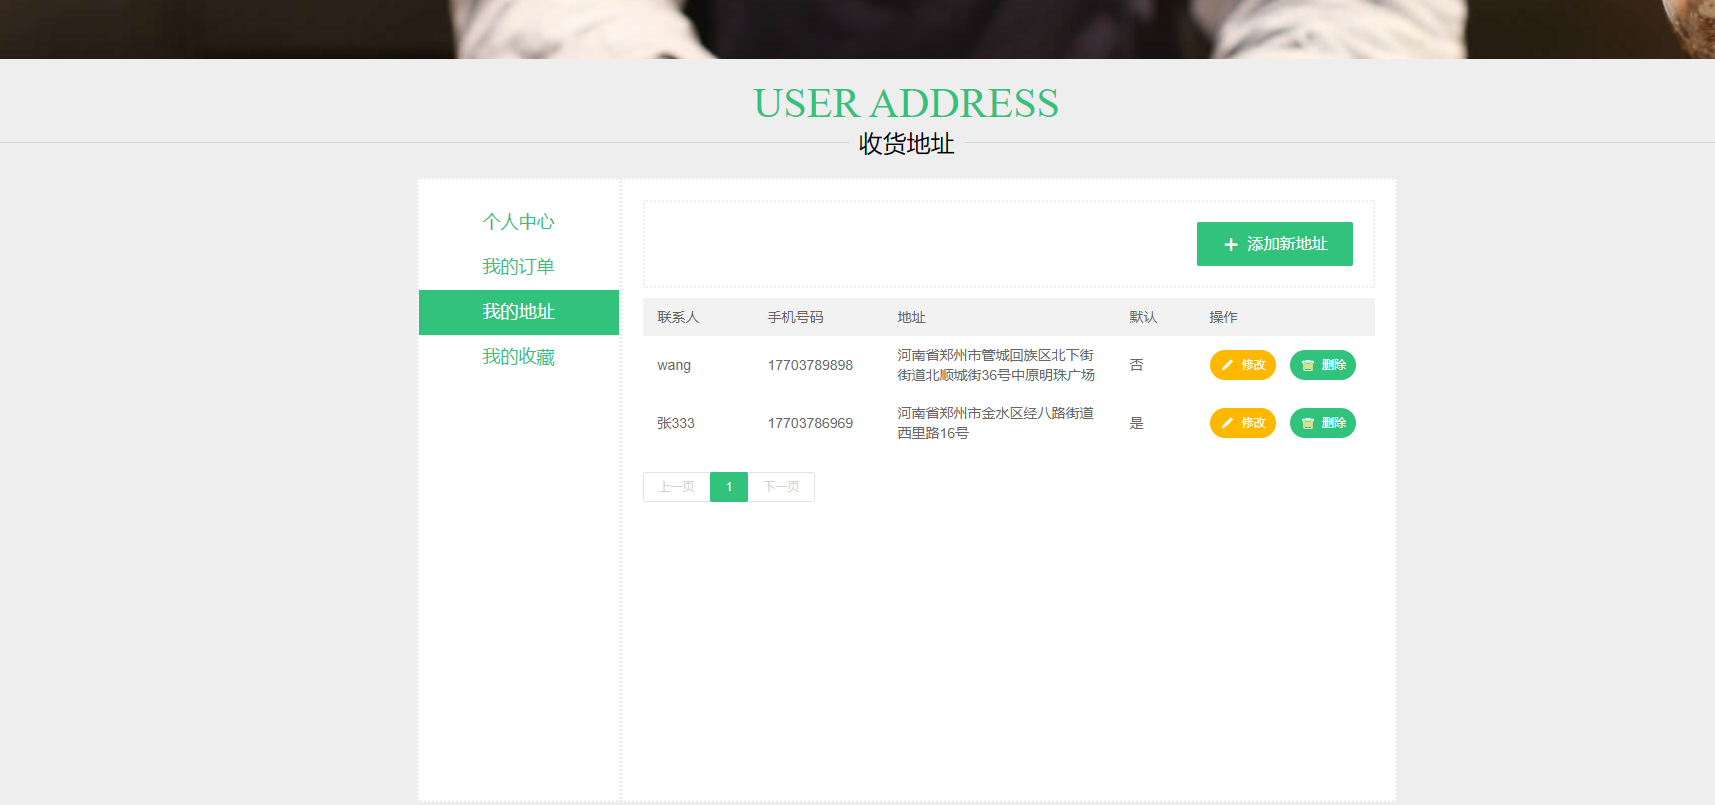 USER ADDRESS
收货地址
个人中心
我的订单
我的地址
我的收藏
添加新地址
联系人 手机号码 地址 默认 操作
wang 17703789898 河南省郑州市管城回族区北下街
街道北顺城街36号中原明珠广场 否 修改 删除
张333 17703786969 河南省郑州市金水区经八路街道
西里路16号 是 修改 删除
上一页 1 下一页